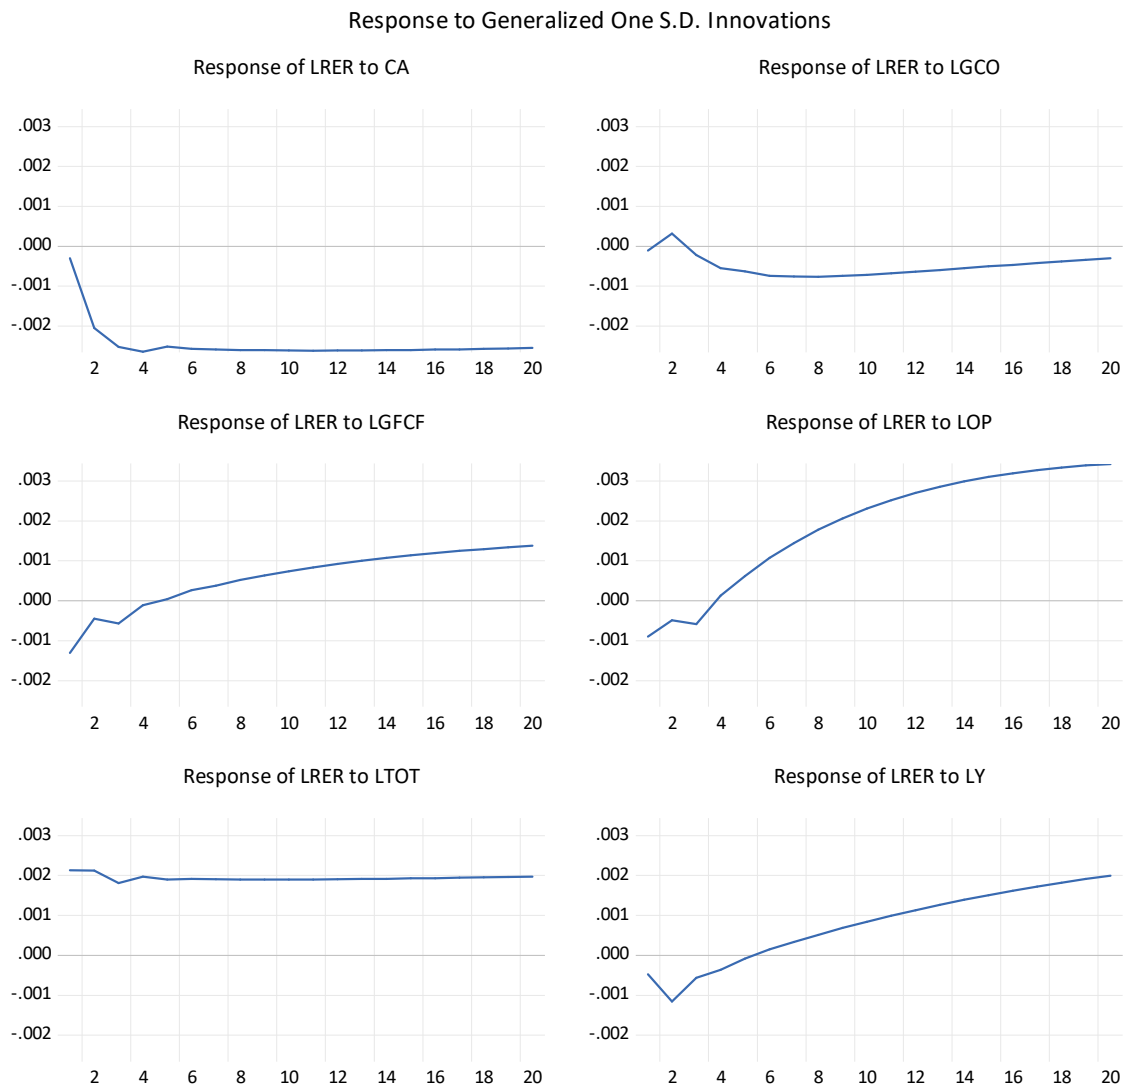 Response to Generalized One S.D. Innovations
Response of LRER to CA
.003
.002
.001
.000
-.001
-.002
2 4 6 8 10 12 14 16 18 20
Response of LRER to LGCO
.003
.002
.001
.000
-.001
-.002
2 4 6 8 10 12 14 16 18 20
Response of LRER to LGFCF
.003
.002
.001
.000
-.001
-.002
2 4 6 8 10 12 14 16 18 20
Response of LRER to LOP
.003
.002
.001
.000
-.001
-.002
2 4 6 8 10 12 14 16 18 20
Response of LRER to LTOT
.003
.002
.001
.000
-.001
-.002
2 4 6 8 10 12 14 16 18 20
Response of LRER to LY
.003
.002
.001
.000
-.001
-.002
2 4 6 8 10 12 14 16 18 20